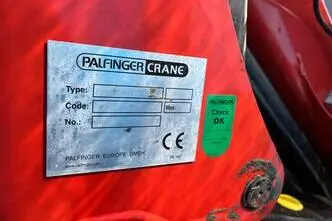 PALFINGER CRANE
Type:
Code:
No.:
CE
PALFINGER EUROPE GMBH
PALFINGER
Check
OK